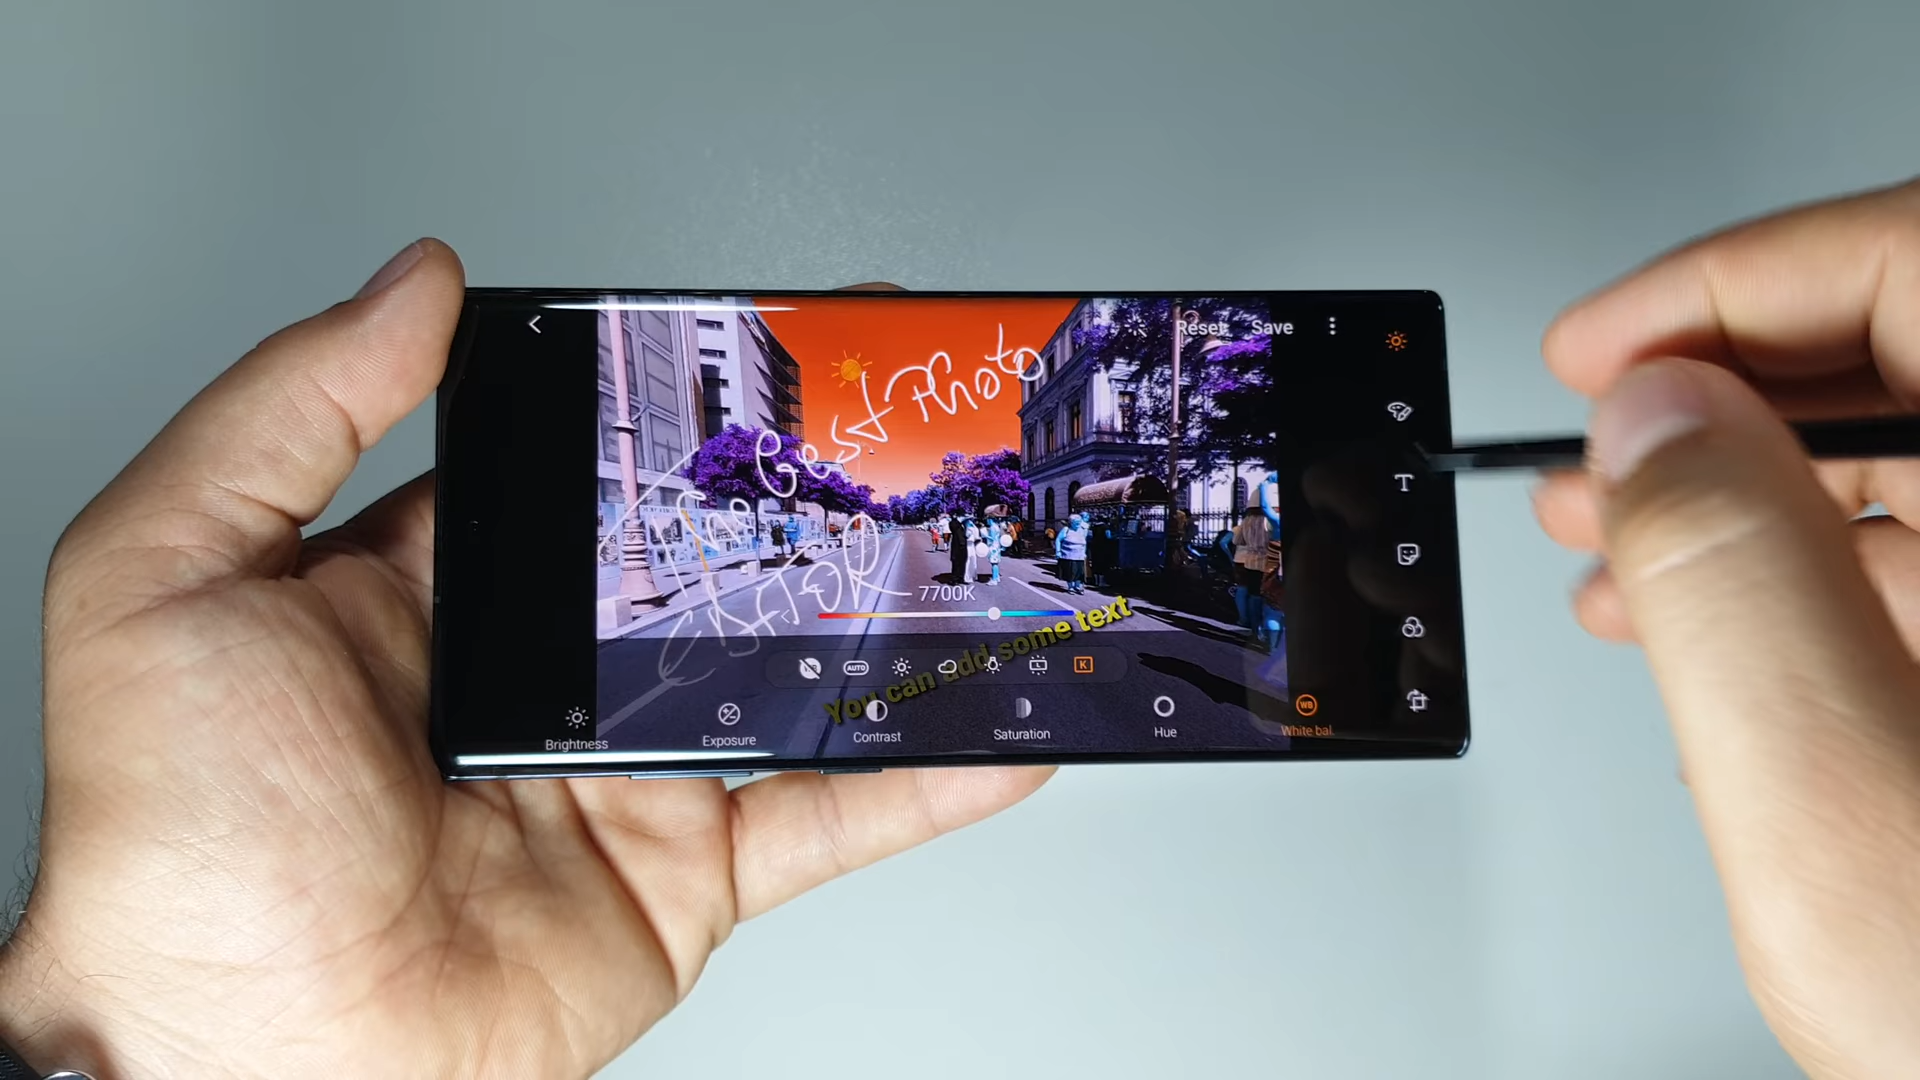 Reset Save
The best Photo
EdiTOR
7700K
You can add some text
AUTO
L
K
T
WB
Brightness Exposure Contrast Saturation Hue White bal.